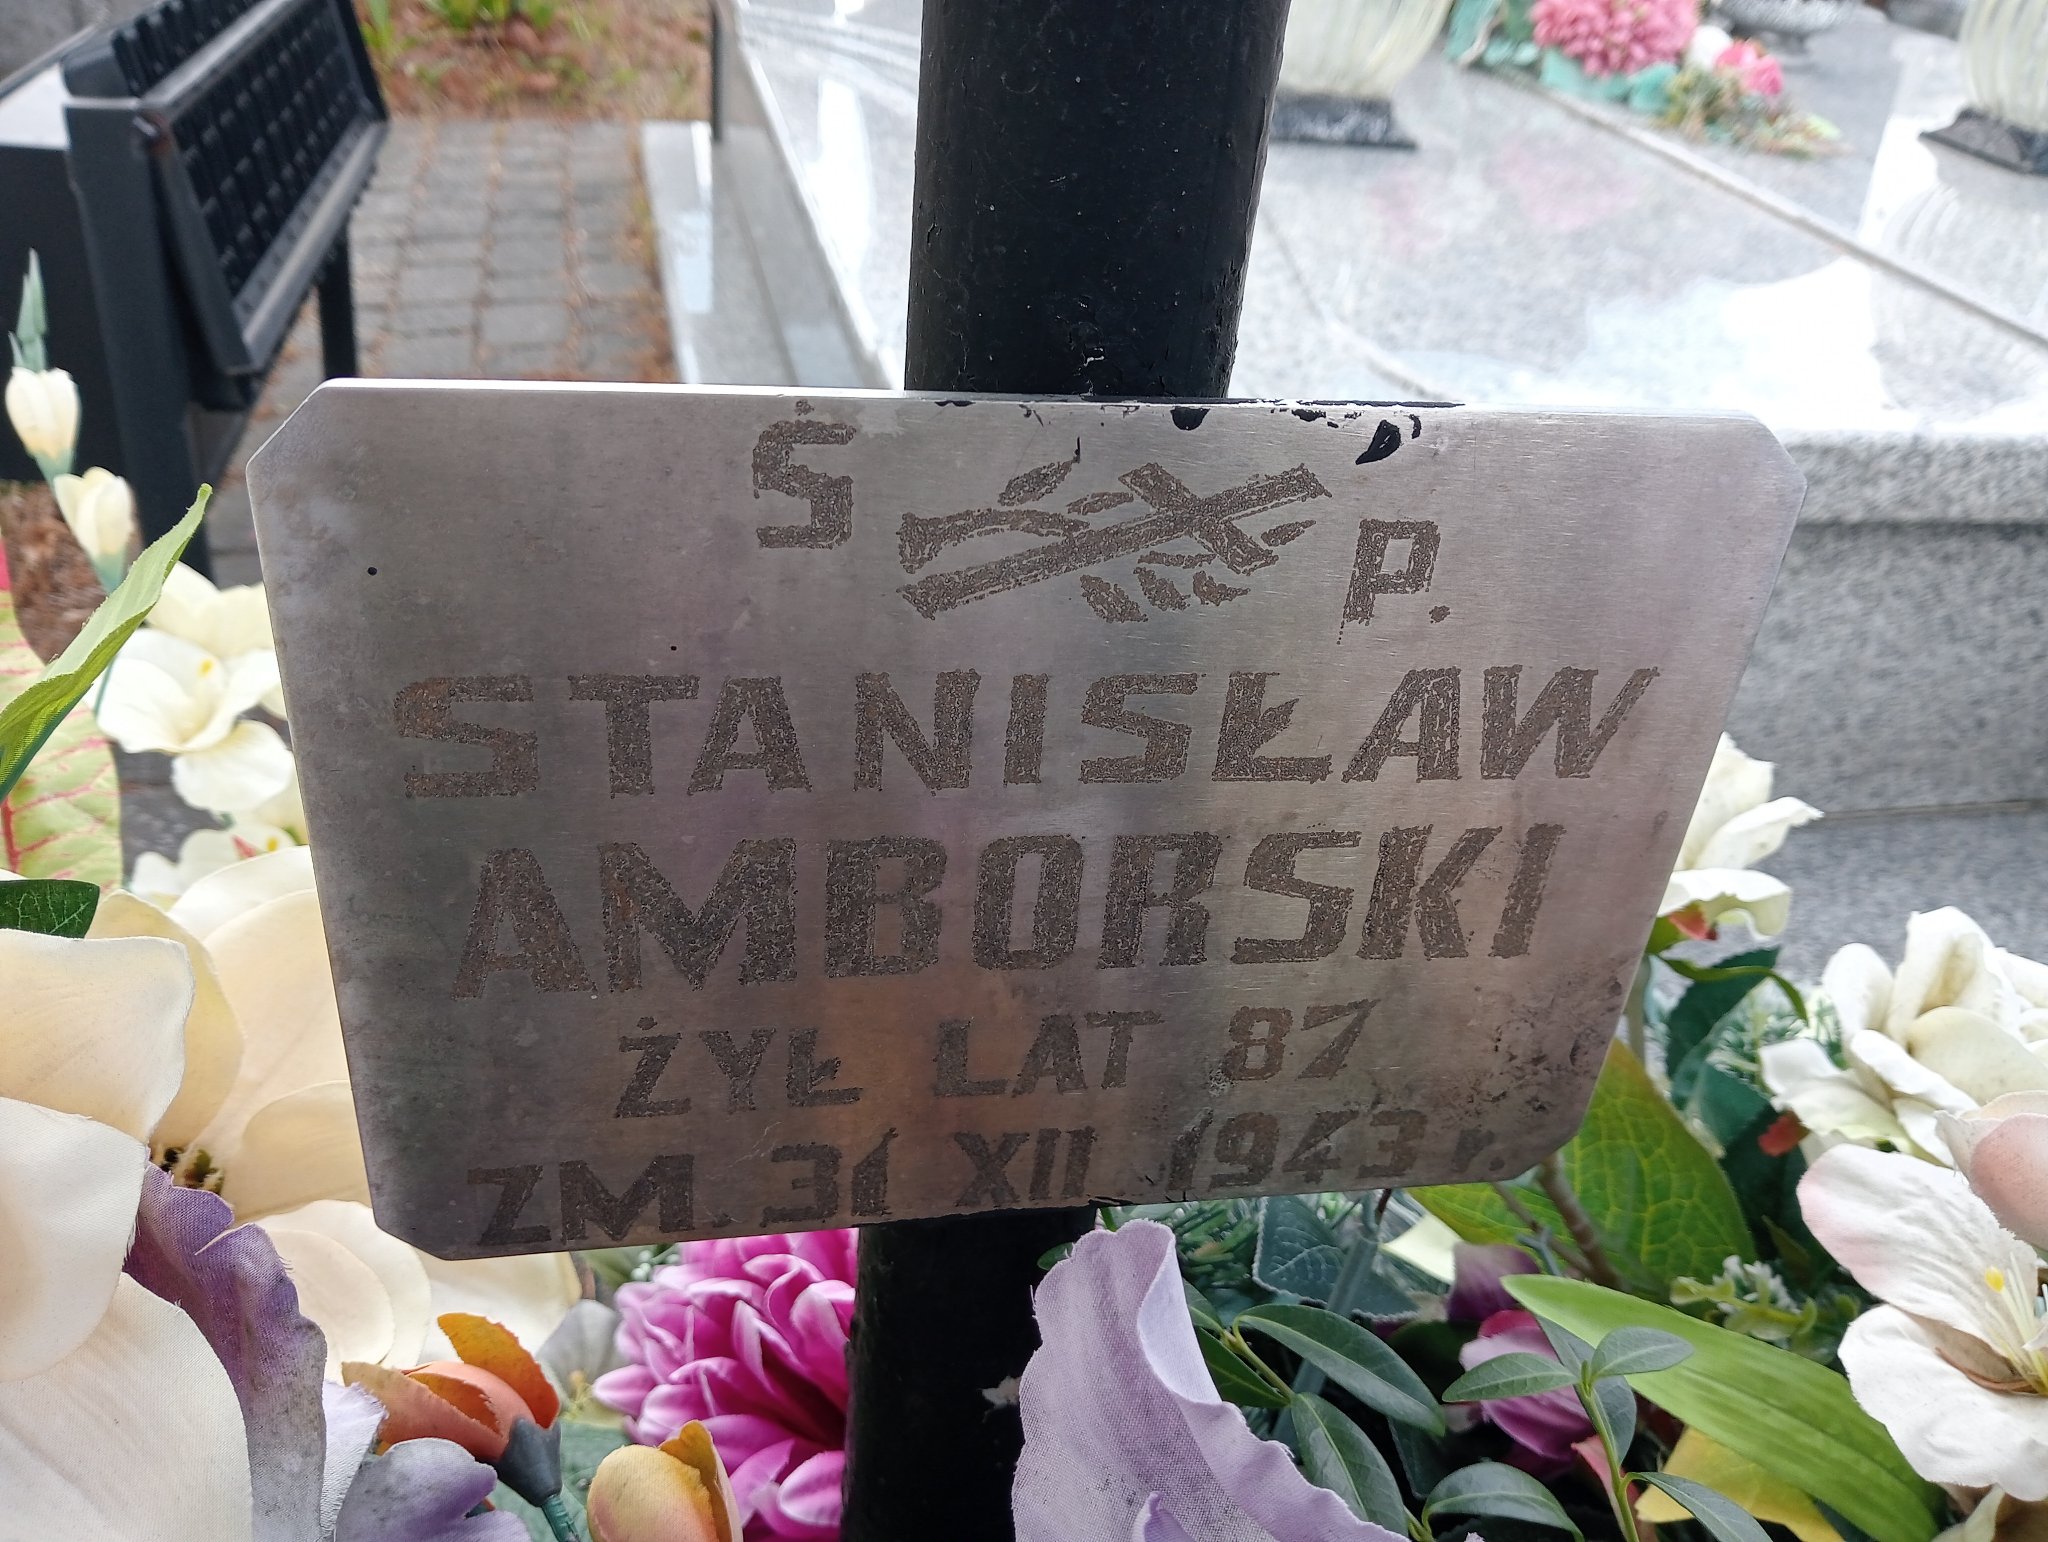 Ś P.
STANISŁAW
AMBORSKI
ŻYŁ LAT 87
ZM. 31 XII 1943 r.